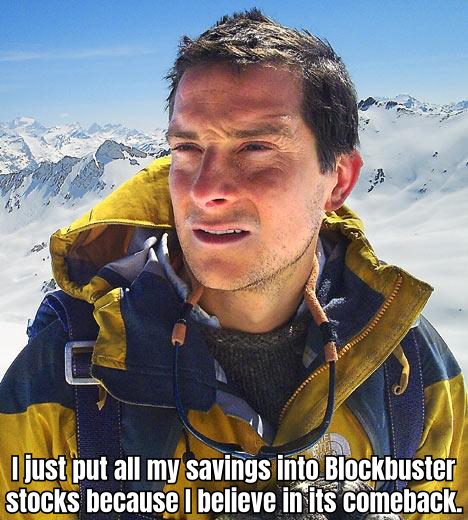 I just put all my savings into Blockbuster
stocks because I believe in its comeback.